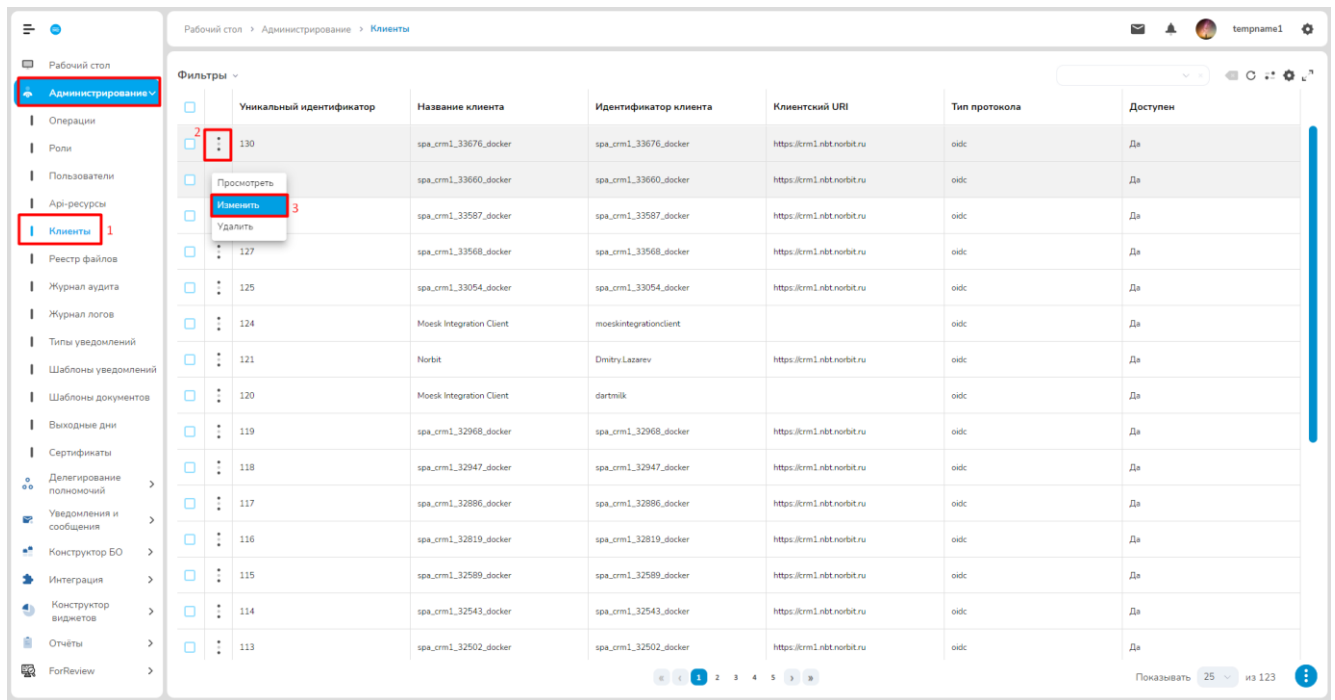 Рабочий стол > Администрирование > Клиенты
tempname1
Рабочий стол
Администрирование
Операции
Роли
Пользователи
Api-ресурсы
Клиенты 1
Реестр файлов
Журнал аудита
Журнал логов
Типы уведомлений
Шаблоны уведомлений
Шаблоны документов
Выходные дни
Сертификаты
Делегирование
полномочий
Уведомления и
сообщения
Конструктор БО
Интеграция
Конструктор
виджетов
Отчёты
ForReview
Фильтры
Уникальный идентификатор Название клиента Идентификатор клиента Клиентский URI Тип протокола Доступен
2 130 spa_crm1_33676_docker spa_crm1_33676_docker https://crm1.nbt.norbit.ru oidc Да
Просмотреть spa_crm1_33660_docker spa_crm1_33660_docker https://crm1.nbt.norbit.ru oidc Да
Изменить 3
spa_crm1_33587_docker spa_crm1_33587_docker https://crm1.nbt.norbit.ru oidc Да
Удалить
127 spa_crm1_33568_docker spa_crm1_33568_docker https://crm1.nbt.norbit.ru oidc Да
125 spa_crm1_33054_docker spa_crm1_33054_docker https://crm1.nbt.norbit.ru oidc Да
124 Moesk Integration Client moeskintegrationclient oidc Да
121 Norbit Dmitry.Lazarev https://crm1.nbt.norbit.ru oidc Да
120 Moesk Integration Client dartmilk oidc Да
119 spa_crm1_32968_docker spa_crm1_32968_docker https://crm1.nbt.norbit.ru oidc Да
118 spa_crm1_32947_docker spa_crm1_32947_docker https://crm1.nbt.norbit.ru oidc Да
117 spa_crm1_32886_docker spa_crm1_32886_docker https://crm1.nbt.norbit.ru oidc Да
116 spa_crm1_32819_docker spa_crm1_32819_docker https://crm1.nbt.norbit.ru oidc Да
115 spa_crm1_32589_docker spa_crm1_32589_docker https://crm1.nbt.norbit.ru oidc Да
114 spa_crm1_32543_docker spa_crm1_32543_docker https://crm1.nbt.norbit.ru oidc Да
113 spa_crm1_32502_docker spa_crm1_32502_docker https://crm1.nbt.norbit.ru oidc Да
« ‹ 1 2 3 4 5 › »
Показывать 25 из 123